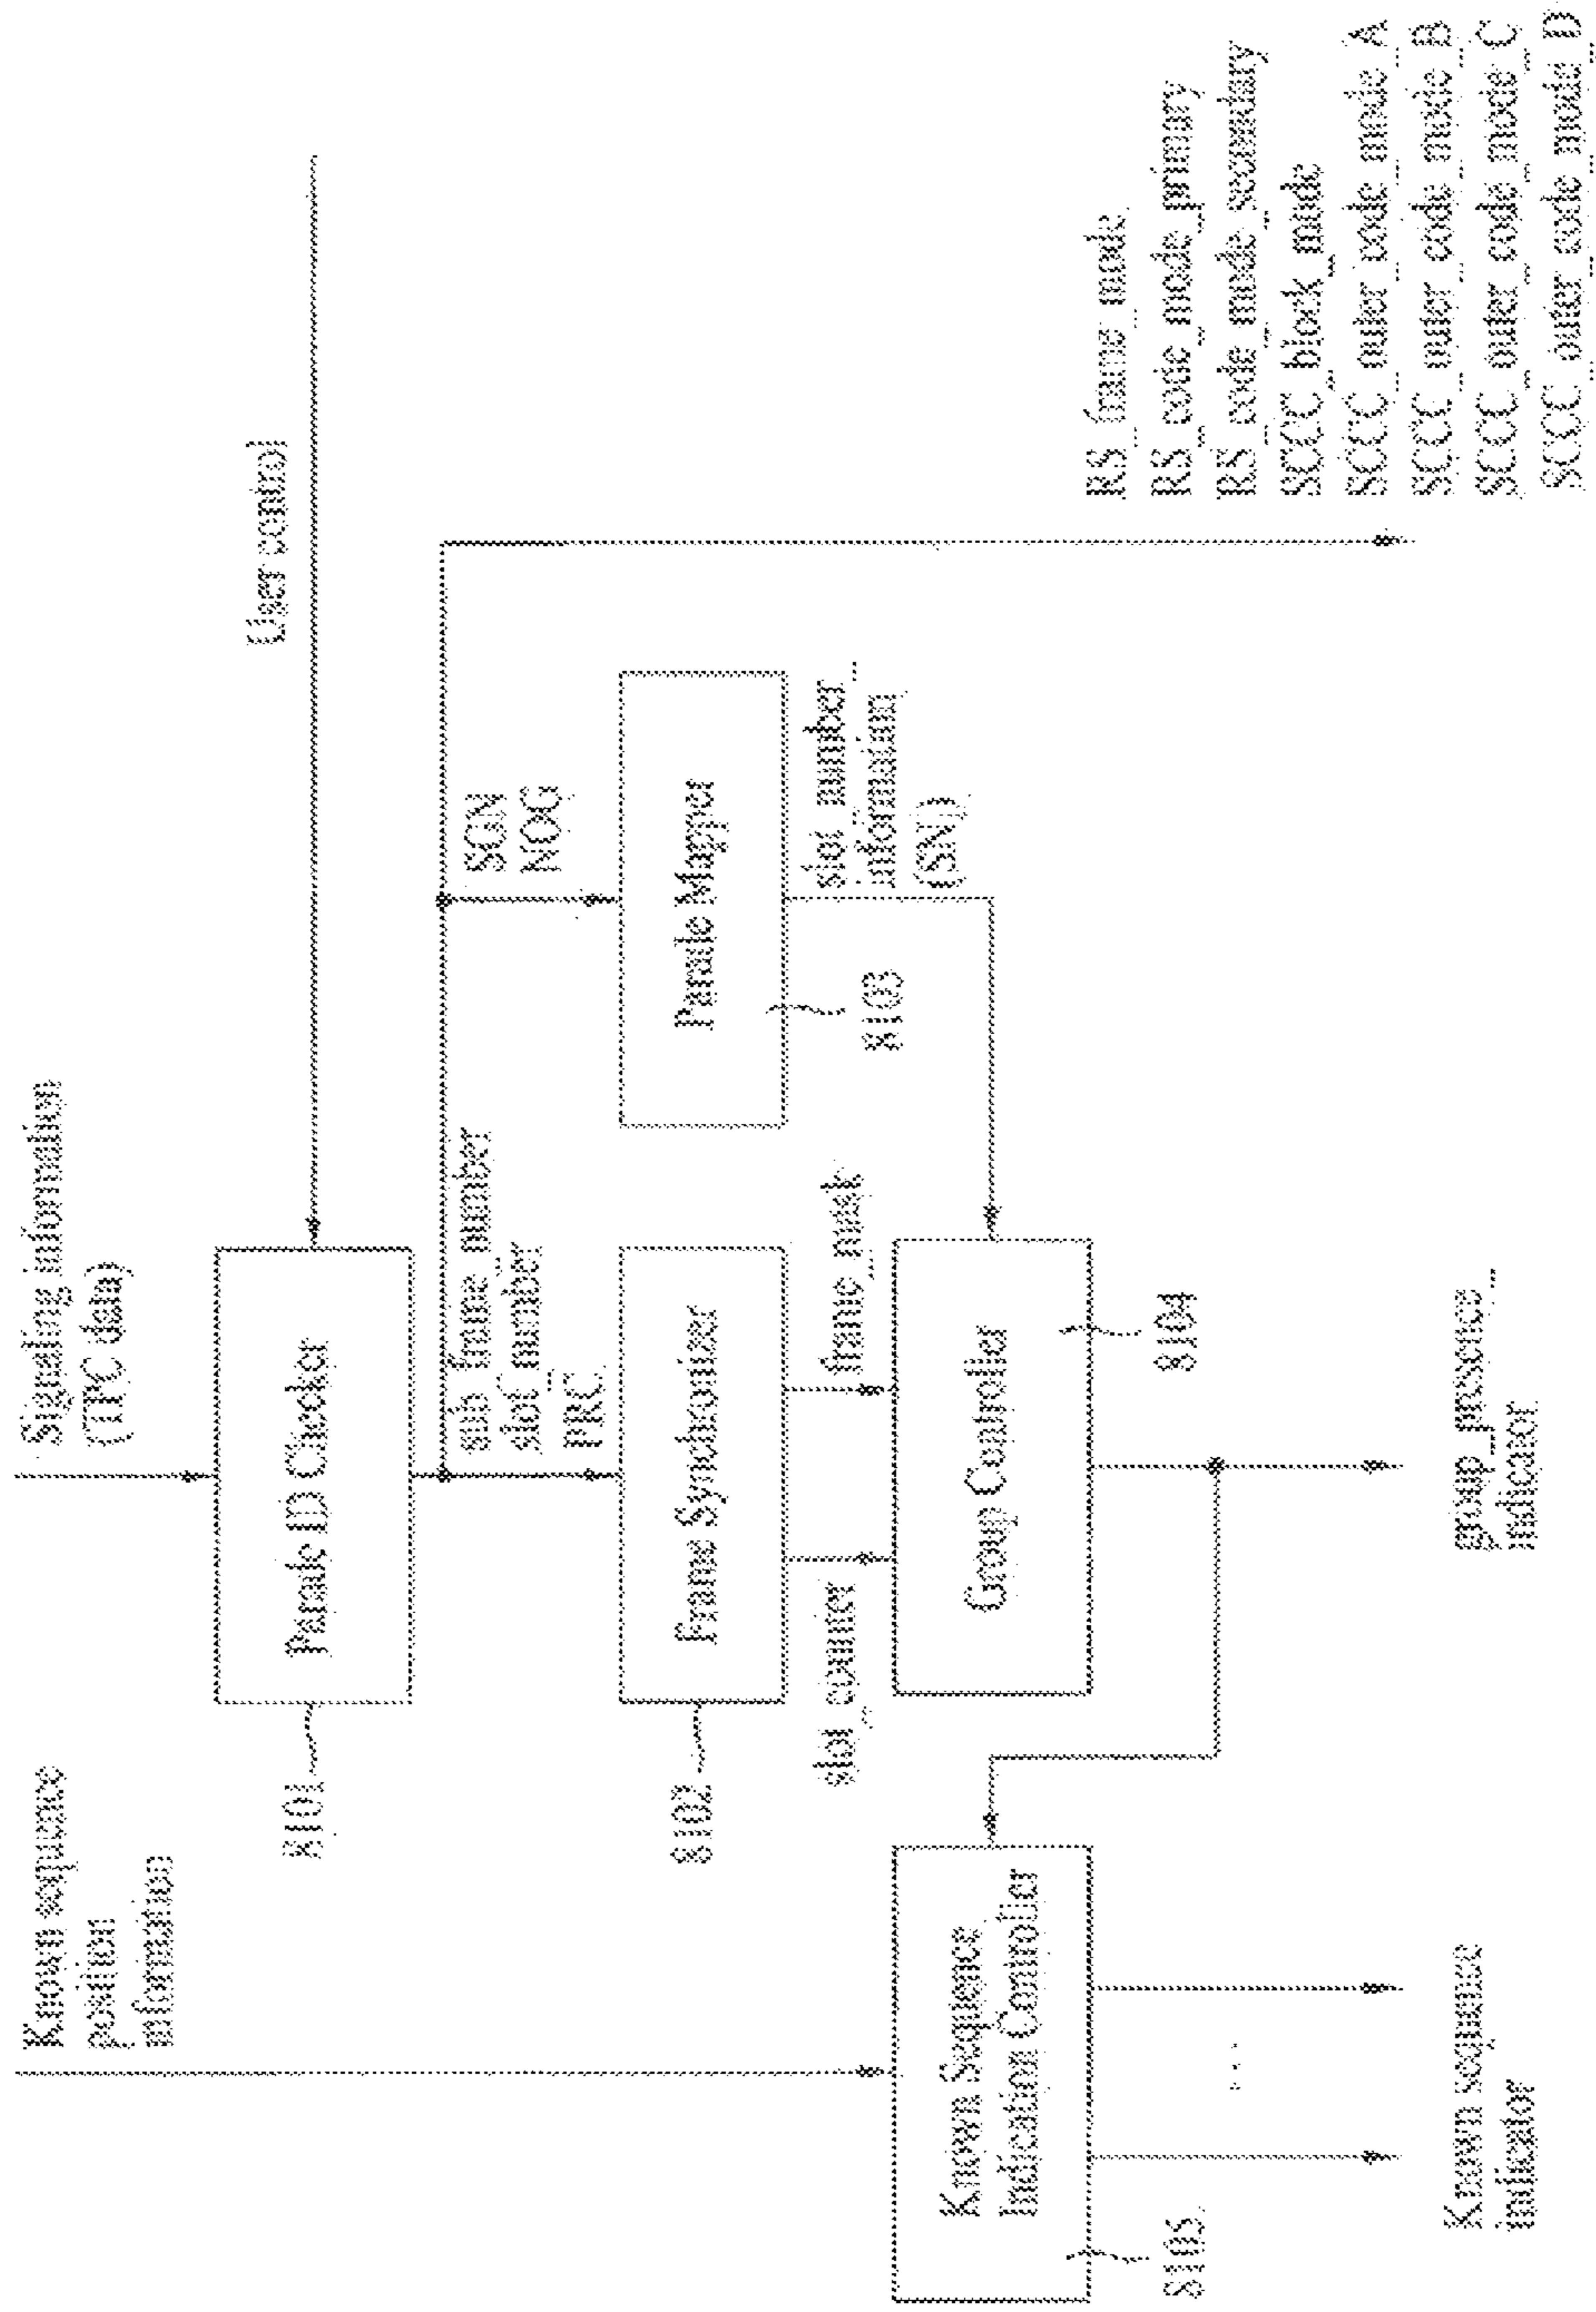 Known sequence
position
information
Signaling information
(TPC data)
User control
8101
Parade ID Checker
sub_frame_number
slot_number
PRC
SGN
NOG
8102
Frame Synchronizer
Parade Mapper
8103
slot_counter
frame_mask
slot_number_
information
(SNI)
Known Sequence
Indication Controller
8105
Group Controller
8104
Known sequence
indicator
group_presence_
indicator
RS_frame_mode
RS_code_mode_primary
RS_code_mode_secondary
SCCC_block_mode
SCCC_outer_code_mode_A
SCCC_outer_code_mode_B
SCCC_outer_code_mode_C
SCCC_outer_code_mode_D